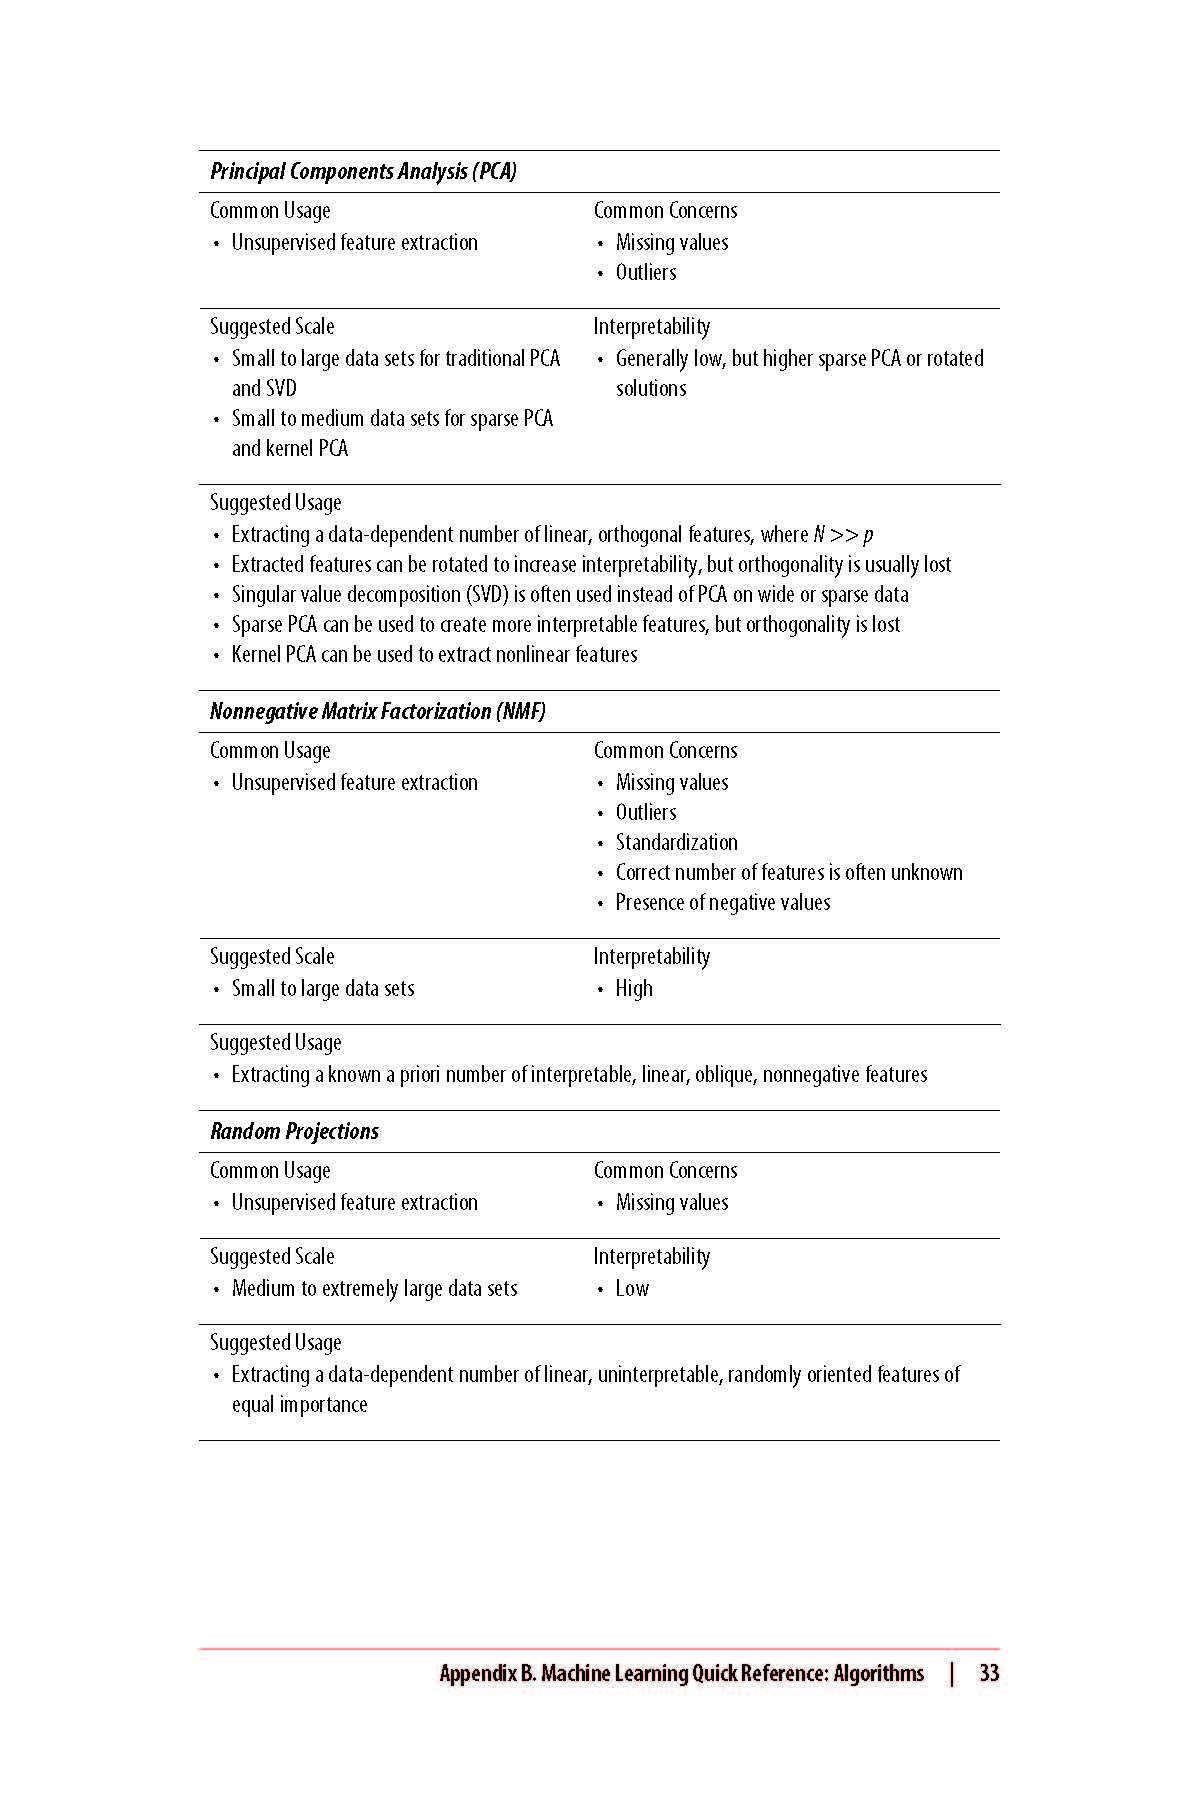 Principal Components Analysis (PCA)
Common Usage
• Unsupervised feature extraction
Common Concerns
• Missing values
• Outliers
Suggested Scale
• Small to large data sets for traditional PCA
and SVD
• Small to medium data sets for sparse PCA
and kernel PCA
Interpretability
• Generally low, but higher sparse PCA or rotated
solutions
Suggested Usage
• Extracting a data-dependent number of linear, orthogonal features, where N >> p
• Extracted features can be rotated to increase interpretability, but orthogonality is usually lost
• Singular value decomposition (SVD) is often used instead of PCA on wide or sparse data
• Sparse PCA can be used to create more interpretable features, but orthogonality is lost
• Kernel PCA can be used to extract nonlinear features
Nonnegative Matrix Factorization (NMF)
Common Usage
• Unsupervised feature extraction
Common Concerns
• Missing values
• Outliers
• Standardization
• Correct number of features is often unknown
• Presence of negative values
Suggested Scale
• Small to large data sets
Interpretability
• High
Suggested Usage
• Extracting a known a priori number of interpretable, linear, oblique, nonnegative features
Random Projections
Common Usage
• Unsupervised feature extraction
Common Concerns
• Missing values
Suggested Scale
• Medium to extremely large data sets
Interpretability
• Low
Suggested Usage
• Extracting a data-dependent number of linear, uninterpretable, randomly oriented features of
equal importance
Appendix B. Machine Learning Quick Reference: Algorithms | 33